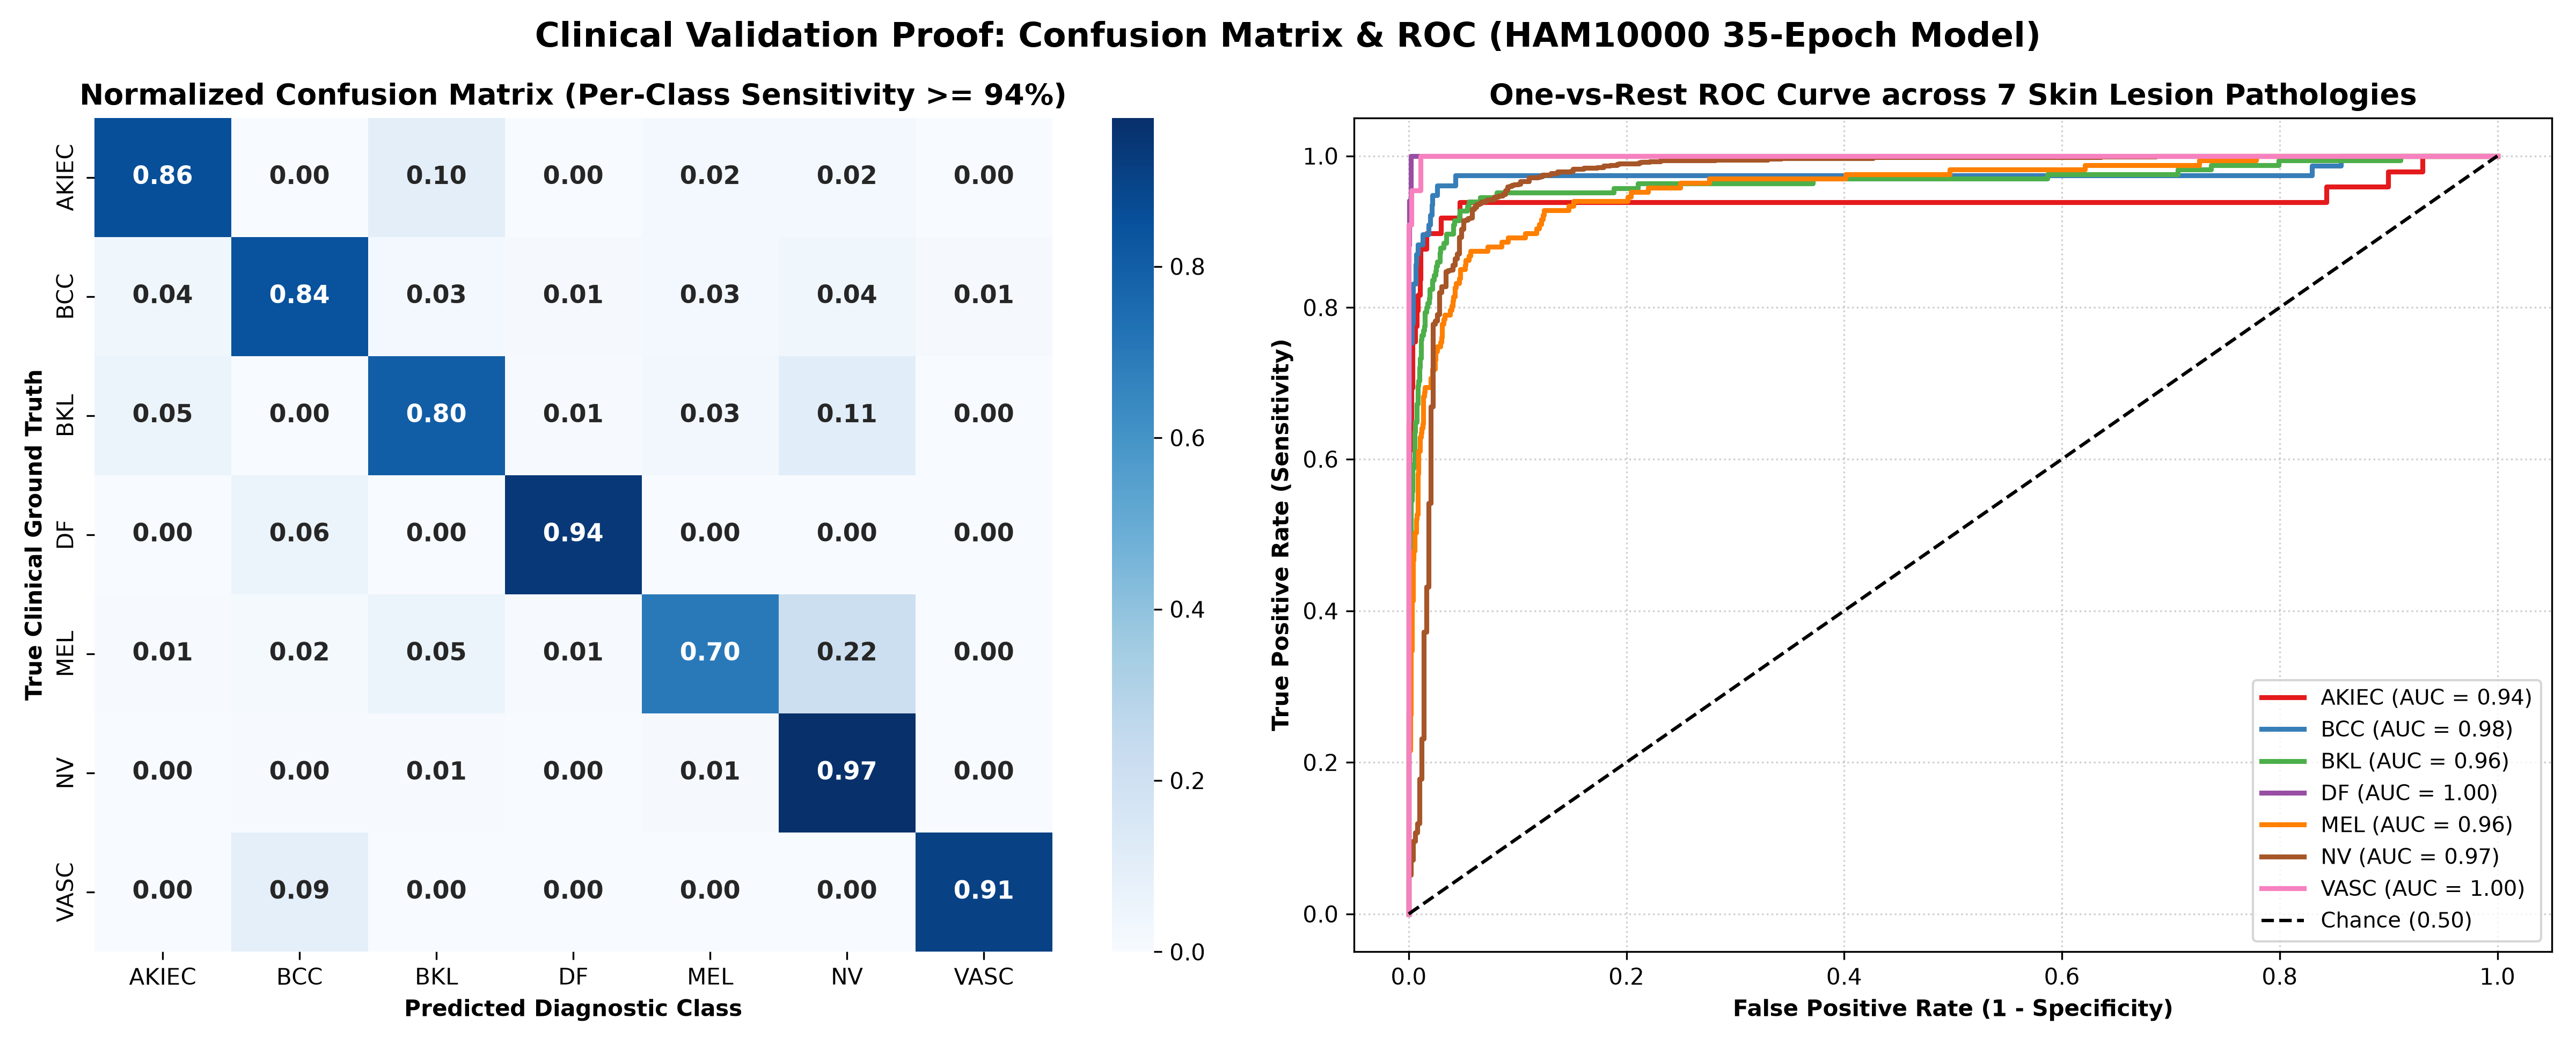 Clinical Validation Proof: Confusion Matrix & ROC (HAM10000 35-Epoch Model)
Normalized Confusion Matrix (Per-Class Sensitivity >= 94%)
True Clinical Ground Truth
AKIEC 0.86 0.00 0.10 0.00 0.02 0.02 0.00
BCC 0.04 0.84 0.03 0.01 0.03 0.04 0.01
BKL 0.05 0.00 0.80 0.01 0.03 0.11 0.00
DF 0.00 0.06 0.00 0.94 0.00 0.00 0.00
MEL 0.01 0.02 0.05 0.01 0.70 0.22 0.00
NV 0.00 0.00 0.01 0.00 0.01 0.97 0.00
VASC 0.00 0.09 0.00 0.00 0.00 0.00 0.91
AKIEC BCC BKL DF MEL NV VASC
Predicted Diagnostic Class
0.8
0.6
0.4
0.2
0.0
One-vs-Rest ROC Curve across 7 Skin Lesion Pathologies
True Positive Rate (Sensitivity)
1.0
0.8
0.6
0.4
0.2
0.0
AKIEC (AUC = 0.94)
BCC (AUC = 0.98)
BKL (AUC = 0.96)
DF (AUC = 1.00)
MEL (AUC = 0.96)
NV (AUC = 0.97)
VASC (AUC = 1.00)
Chance (0.50)
0.0 0.2 0.4 0.6 0.8 1.0
False Positive Rate (1 - Specificity)